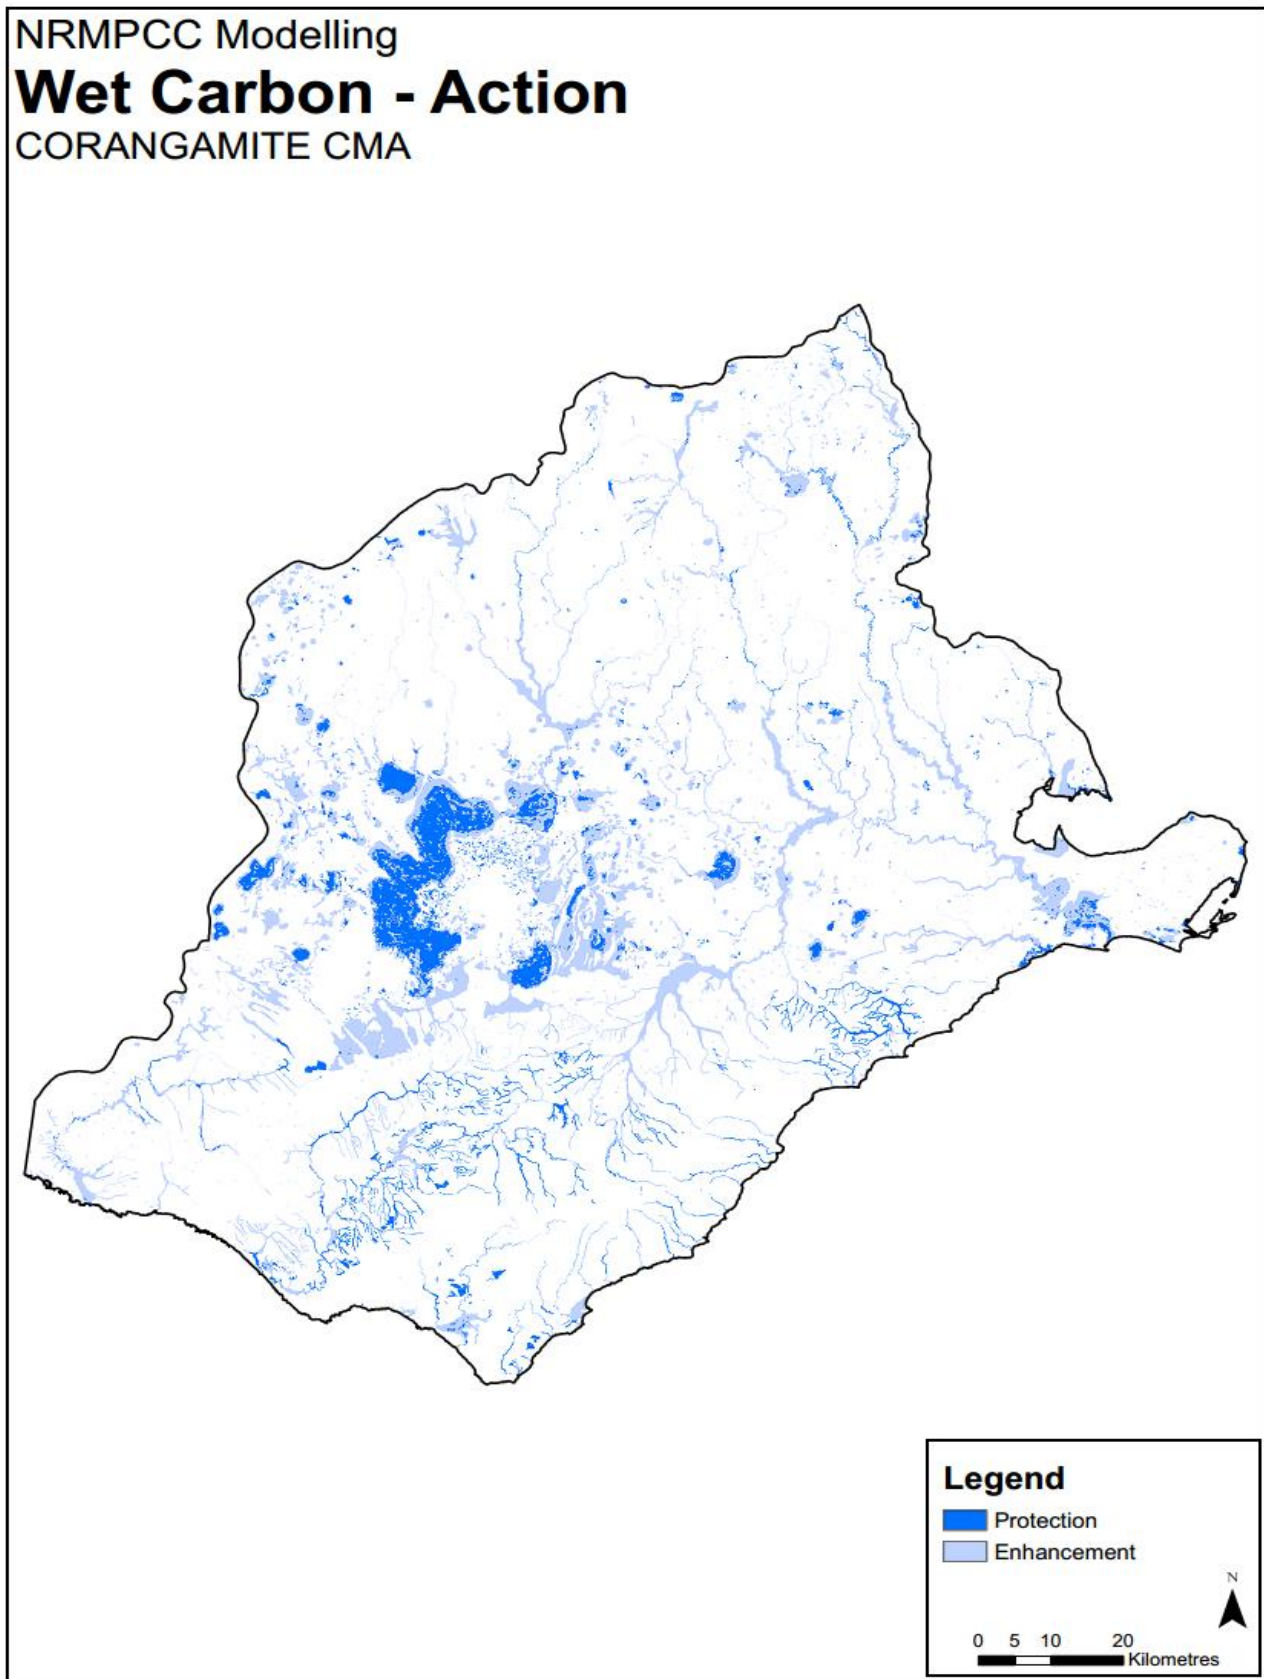 NRMPCC Modelling
Wet Carbon - Action
CORANGAMITE CMA
Legend
Protection
Enhancement
N
0 5 10 20
Kilometres